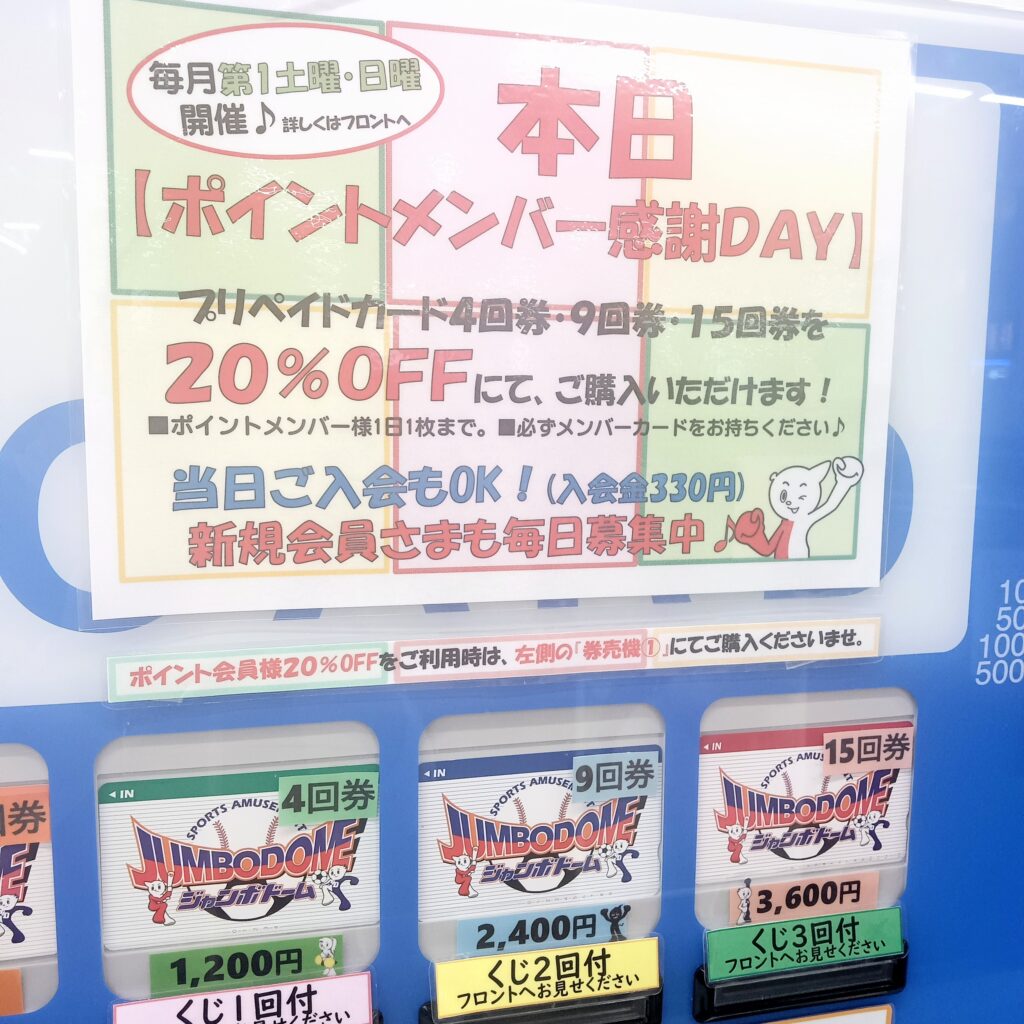 毎月第1土曜・日曜
開催♪ 詳しくはフロントへ
本日
【ポイントメンバー感謝DAY】
プリペイドカード4回券・9回券・15回券を
20％OFFにて、ご購入いただけます！
■ポイントメンバー様1日1枚まで。■必ずメンバーカードをお持ちください♪
当日ご入会もOK！(入会金330円)
新規会員さまも毎日募集中♪
ポイント会員様20％OFFをご利用時は、左側の「券売機①」にてご購入くださいませ。
10
50
100
500
回券
◄ IN
4回券
SPORTS AMUSEMENT
JUMBODOME
ジャンボドーム
1,200円
くじ1回付
◄ IN
9回券
SPORTS AMUSEMENT
JUMBODOME
ジャンボドーム
2,400円
くじ2回付
フロントへお見せください
◄ IN
15回券
SPORTS AMUSEMENT
JUMBODOME
ジャンボドーム
3,600円
くじ3回付
フロントへお見せください